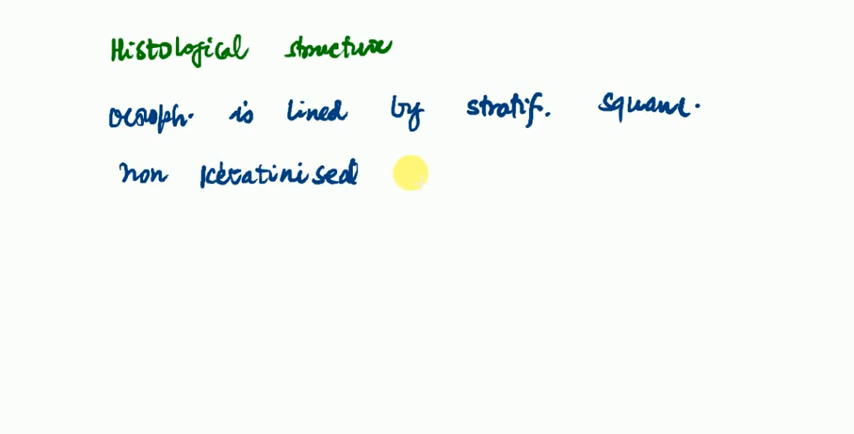 Histological structure
oesoph. is lined by stratif. squam.
non keratinised